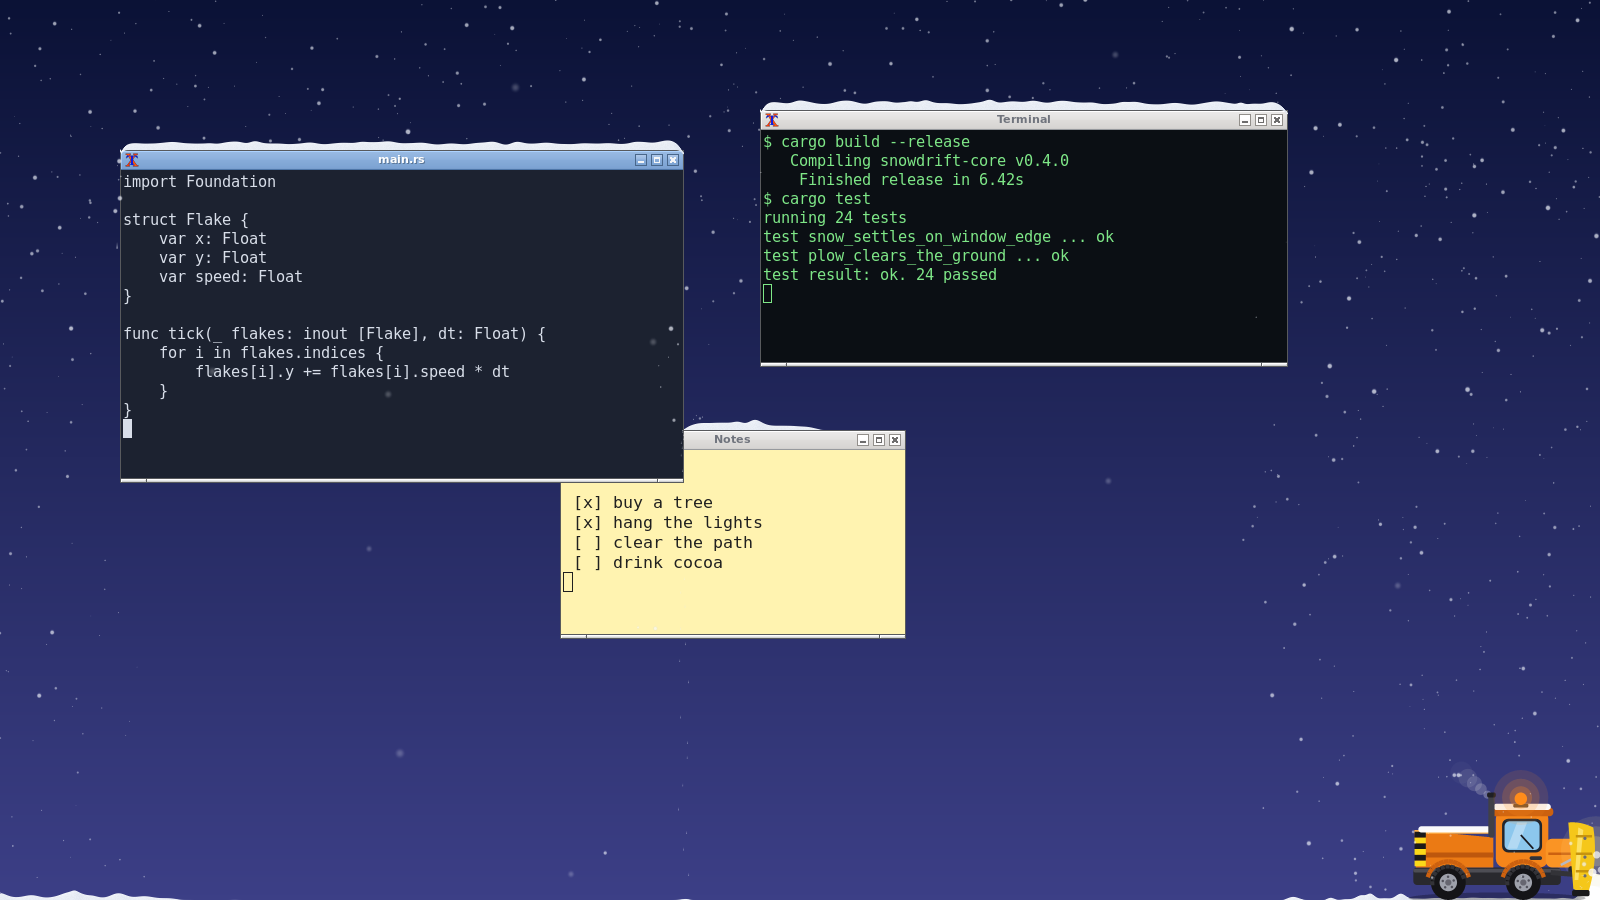 main.rs
import Foundation
struct Flake {
    var x: Float
    var y: Float
    var speed: Float
}
func tick(_ flakes: inout [Flake], dt: Float) {
    for i in flakes.indices {
        flakes[i].y += flakes[i].speed * dt
    }
}
Terminal
$ cargo build --release
   Compiling snowdrift-core v0.4.0
    Finished release in 6.42s
$ cargo test
running 24 tests
test snow_settles_on_window_edge ... ok
test plow_clears_the_ground ... ok
test result: ok. 24 passed
Notes
[x] buy a tree
[x] hang the lights
[ ] clear the path
[ ] drink cocoa